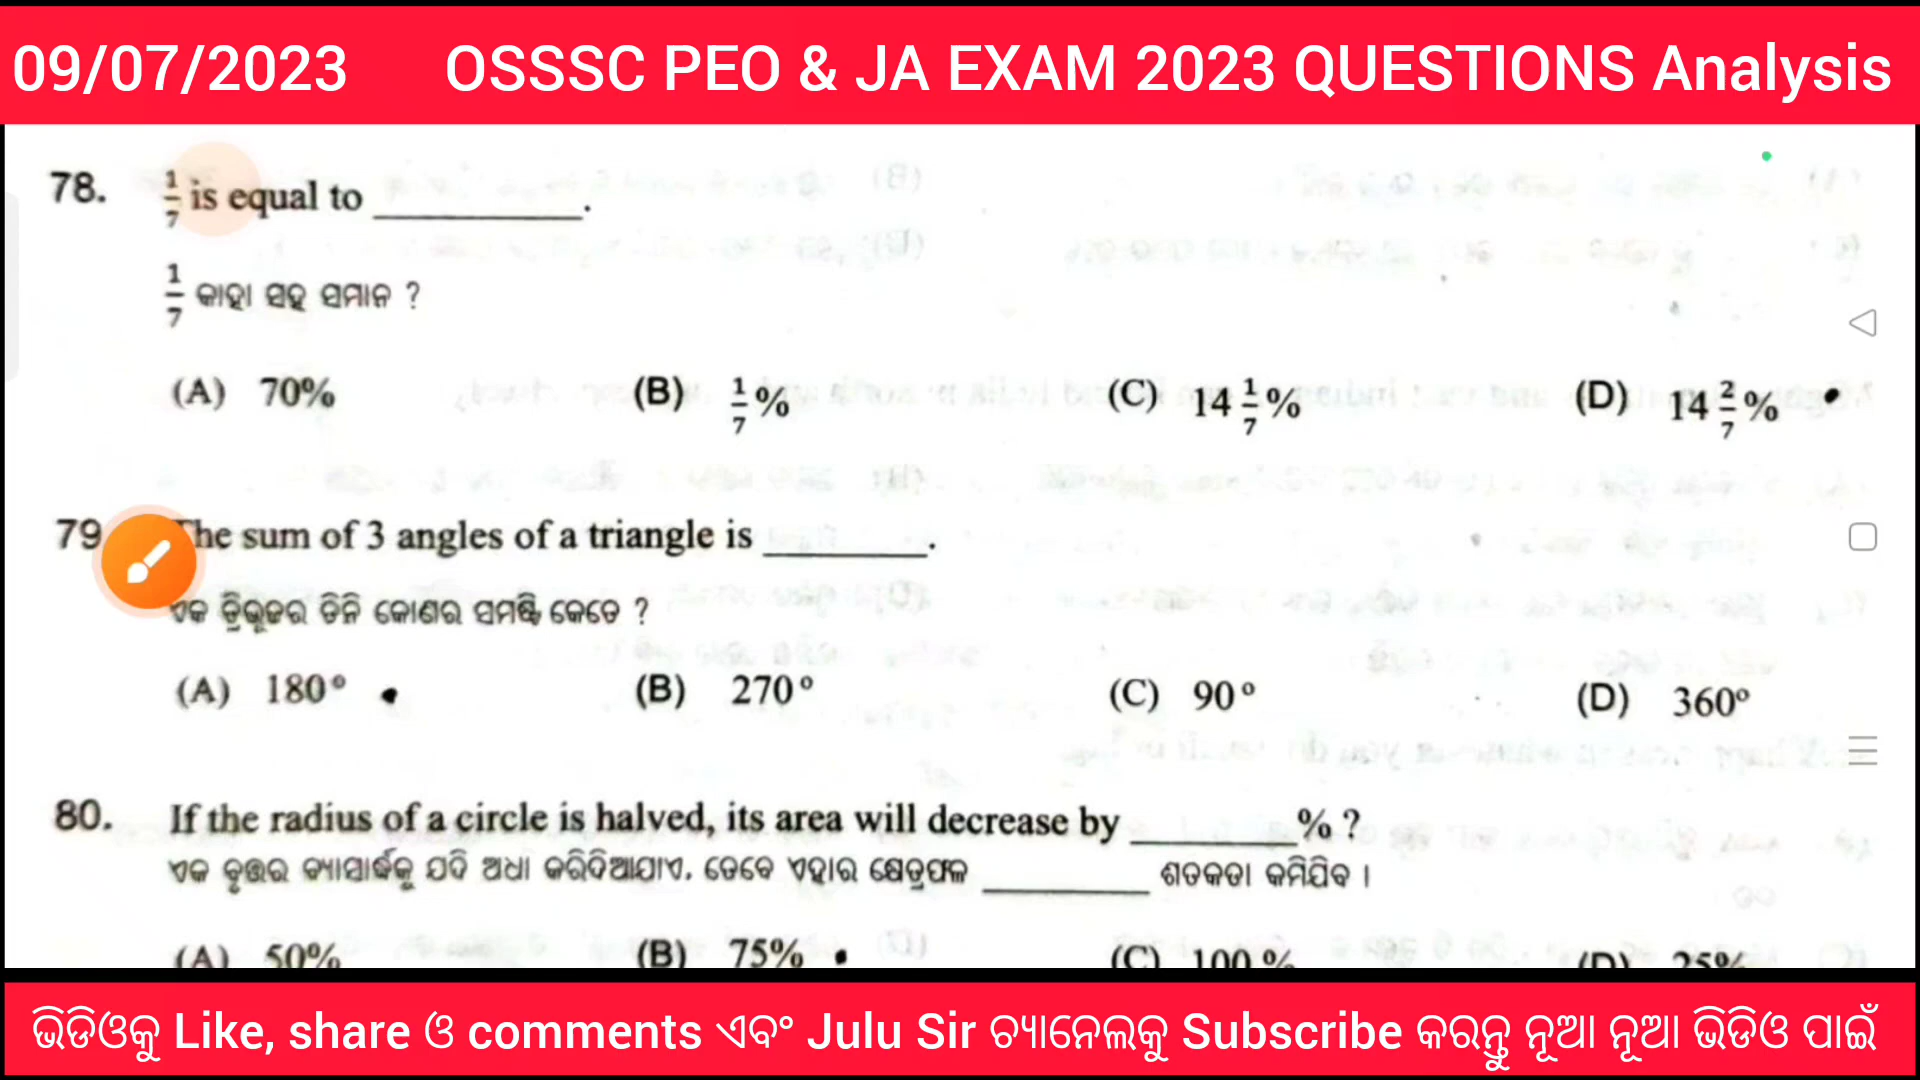 09/07/2023 OSSSC PEO & JA EXAM 2023 QUESTIONS Analysis
78. 1/7 is equal to __________.
1/7 କାହା ସହ ସମାନ ?
(A) 70% (B) 1/7% (C) 14 1/7% (D) 14 2/7%
79 The sum of 3 angles of a triangle is ________.
ଏକ ତ୍ରିଭୁଜର ତିନି କୋଣର ସମଷ୍ଟି କେତେ ?
(A) 180° (B) 270° (C) 90° (D) 360°
80. If the radius of a circle is halved, its area will decrease by ________% ?
ଏକ ବୃତ୍ତର ବ୍ୟାସାର୍ଦ୍ଧକୁ ଯଦି ଅଧା କରିଦିଆଯାଏ, ତେବେ ଏହାର କ୍ଷେତ୍ରଫଳ ________ ଶତକଡା କମିଯିବ ।
(A) 50% (B) 75% (C) 100 % (D) 25%
ଭିଡିଓକୁ Like, share ଓ comments ଏବଂ Julu Sir ଚ୍ୟାନେଲକୁ Subscribe କରନ୍ତୁ ନୂଆ ନୂଆ ଭିଡିଓ ପାଇଁ